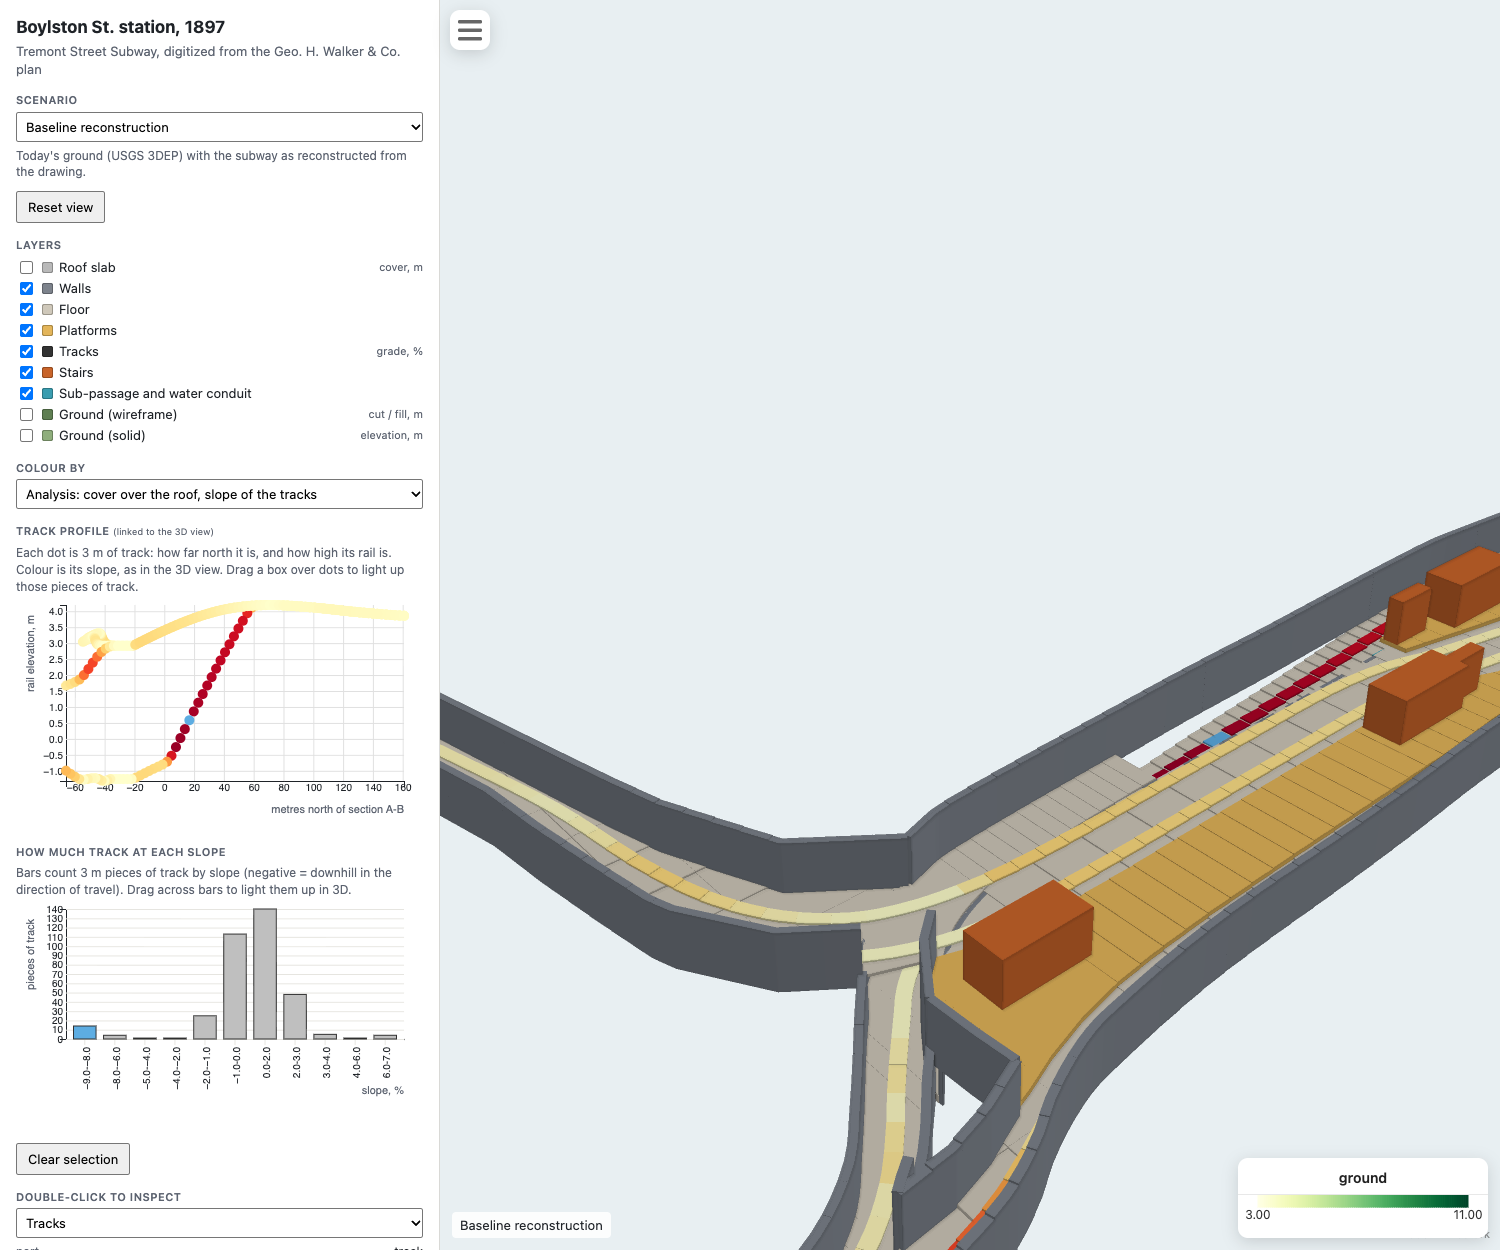 Boylston St. station, 1897
Tremont Street Subway, digitized from the Geo. H. Walker & Co.
plan
SCENARIO
Baseline reconstruction
Today's ground (USGS 3DEP) with the subway as reconstructed from
the drawing.
Reset view
LAYERS
Roof slab cover, m
Walls
Floor
Platforms
Tracks grade, %
Stairs
Sub-passage and water conduit
Ground (wireframe) cut / fill, m
Ground (solid) elevation, m
COLOUR BY
Analysis: cover over the roof, slope of the tracks
TRACK PROFILE (linked to the 3D view)
Each dot is 3 m of track: how far north it is, and how high its rail is.
Colour is its slope, as in the 3D view. Drag a box over dots to light up
those pieces of track.
rail elevation, m
4.0
3.5
3.0
2.5
2.0
1.5
1.0
0.5
0.0
−0.5
−1.0
−60 −40 −20 0 20 40 60 80 100 120 140 160
metres north of section A-B
HOW MUCH TRACK AT EACH SLOPE
Bars count 3 m pieces of track by slope (negative = downhill in the
direction of travel). Drag across bars to light them up in 3D.
pieces of track
140
130
120
110
100
90
80
70
60
50
40
30
20
10
0
−9.0–-8.0 −8.0–-6.0 −5.0–-4.0 −4.0–-2.0 −2.0–-1.0 −1.0-0.0 0.0-2.0 2.0-3.0 3.0-4.0 4.0-6.0 6.0-7.0
slope, %
Clear selection
DOUBLE-CLICK TO INSPECT
Tracks
Baseline reconstruction
ground
3.00 11.00